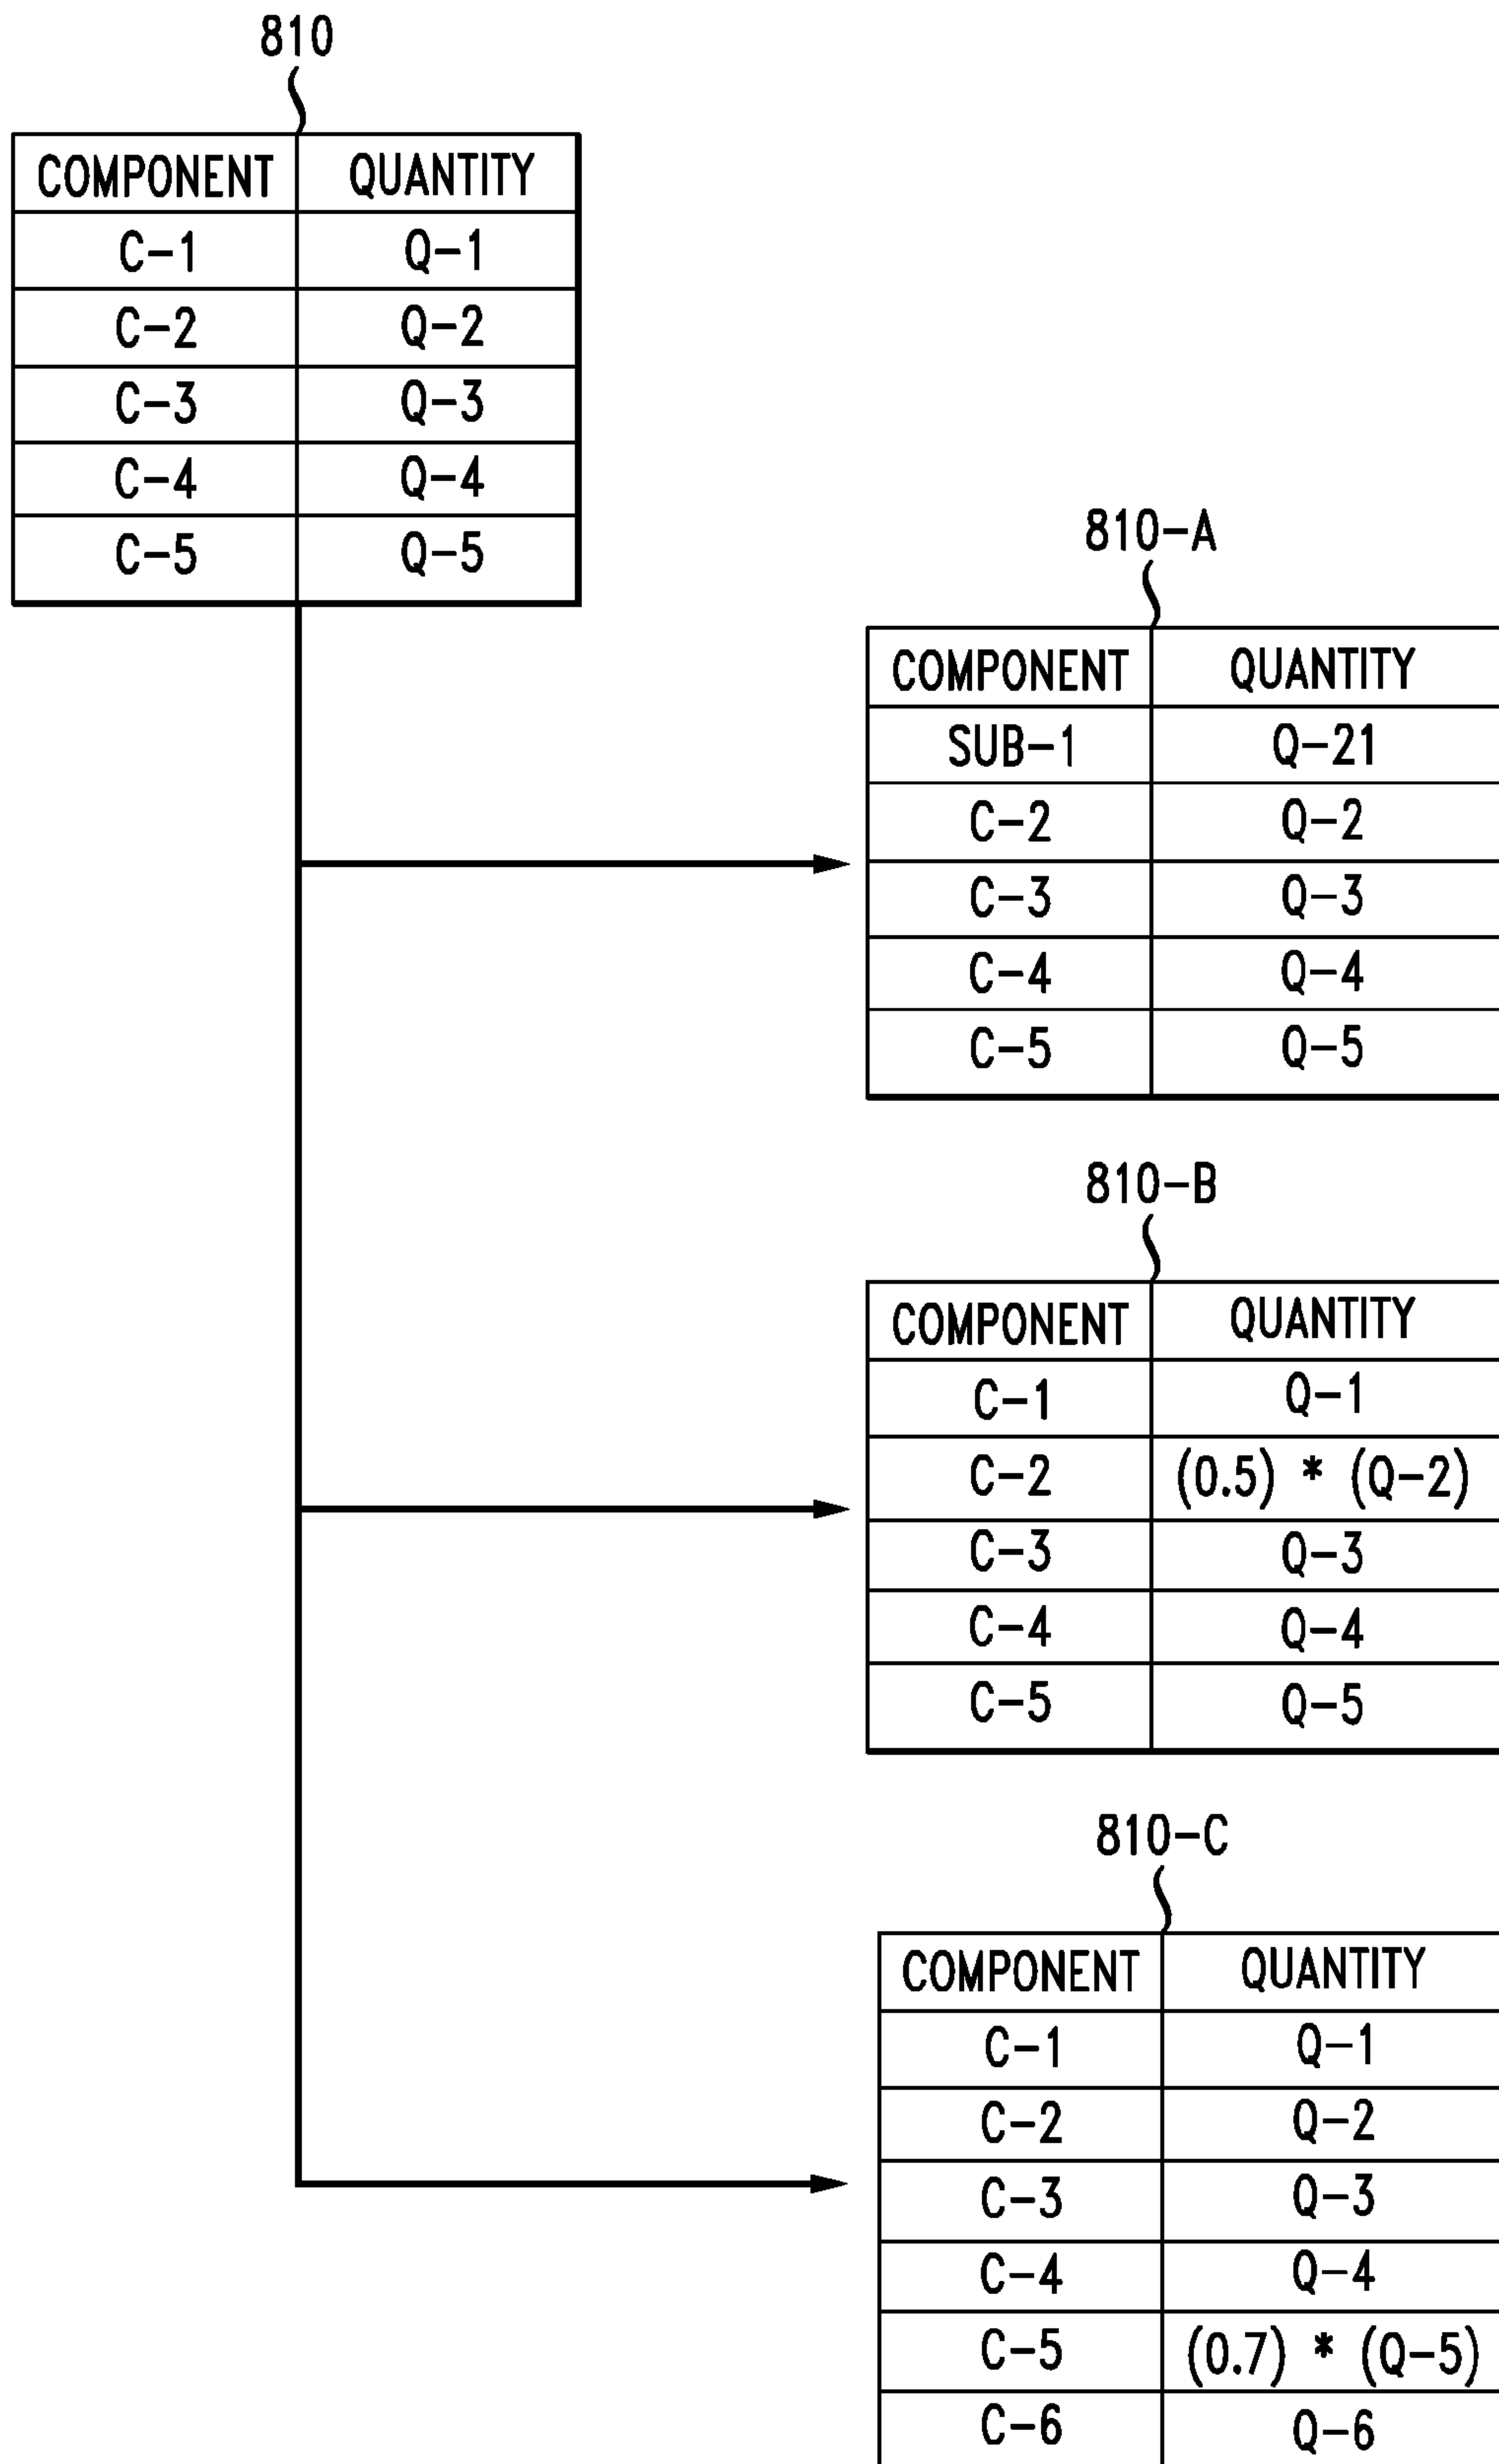 810
COMPONENT QUANTITY
C-1 Q-1
C-2 Q-2
C-3 Q-3
C-4 Q-4
C-5 Q-5
810-A
COMPONENT QUANTITY
SUB-1 Q-21
C-2 Q-2
C-3 Q-3
C-4 Q-4
C-5 Q-5
810-B
COMPONENT QUANTITY
C-1 Q-1
C-2 (0.5) * (Q-2)
C-3 Q-3
C-4 Q-4
C-5 Q-5
810-C
COMPONENT QUANTITY
C-1 Q-1
C-2 Q-2
C-3 Q-3
C-4 Q-4
C-5 (0.7) * (Q-5)
C-6 Q-6